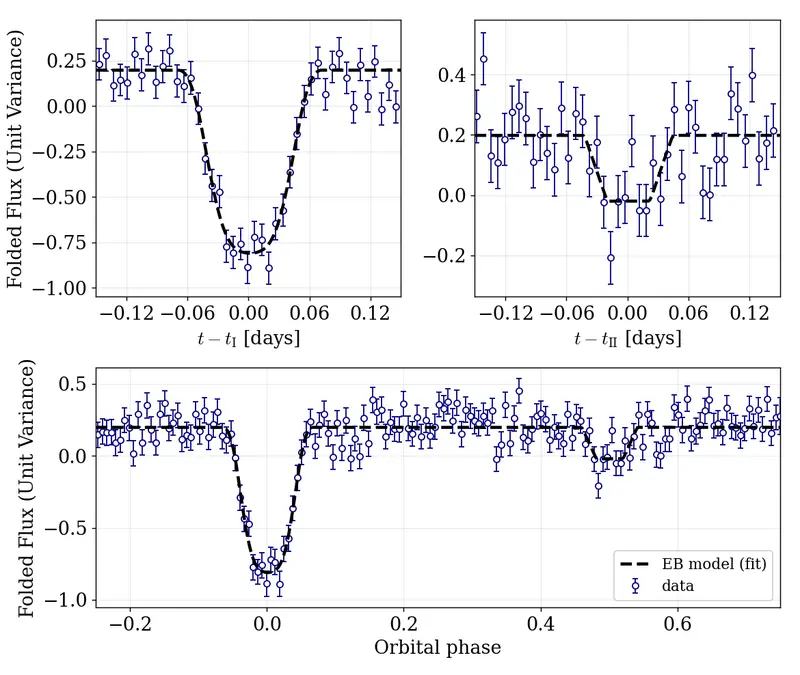 Folded Flux (Unit Variance)
0.25
0.00
−0.25
−0.50
−0.75
−1.00
−0.12 −0.06 0.00 0.06 0.12
t − tI [days]
0.4
0.2
0.0
−0.2
−0.12 −0.06 0.00 0.06 0.12
t − tII [days]
Folded Flux (Unit Variance)
0.5
0.0
−0.5
−1.0
EB model (fit)
data
−0.2 0.0 0.2 0.4 0.6
Orbital phase